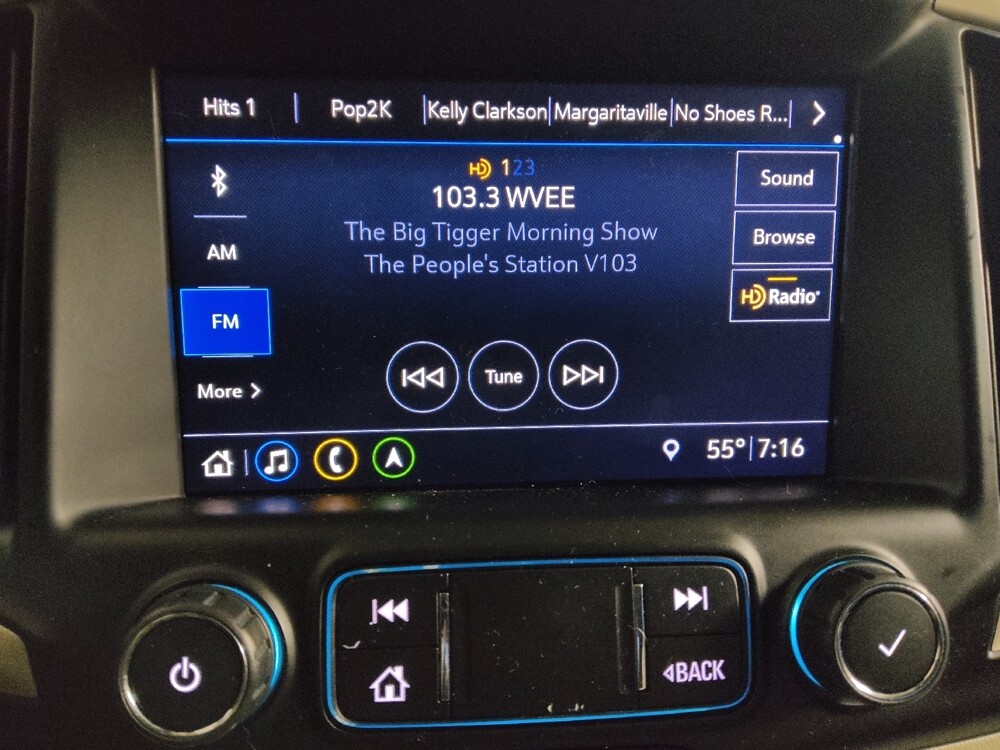 Hits 1 Pop2K Kelly Clarkson Margaritaville No Shoes R...
HD 123
103.3 WVEE
The Big Tigger Morning Show
The People's Station V103
Sound
Browse
HD Radio
AM
FM
More
Tune
55° 7:16
BACK